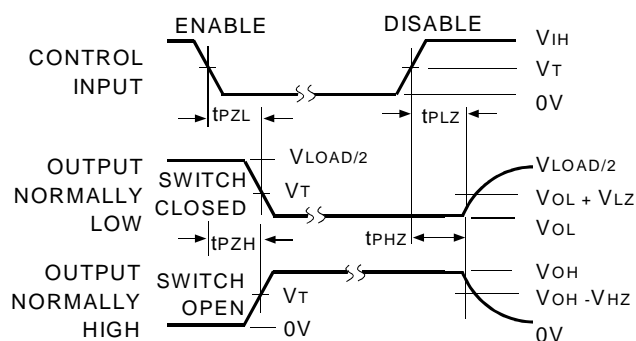 ENABLE
DISABLE
CONTROL
INPUT
VIH
VT
0V
tPZL
tPLZ
OUTPUT
NORMALLY
LOW
SWITCH
CLOSED
VLOAD/2
VT
VLOAD/2
VOL + VLZ
VOL
tPZH
tPHZ
OUTPUT
NORMALLY
HIGH
SWITCH
OPEN
VT
0V
VOH
VOH -VHZ
0V